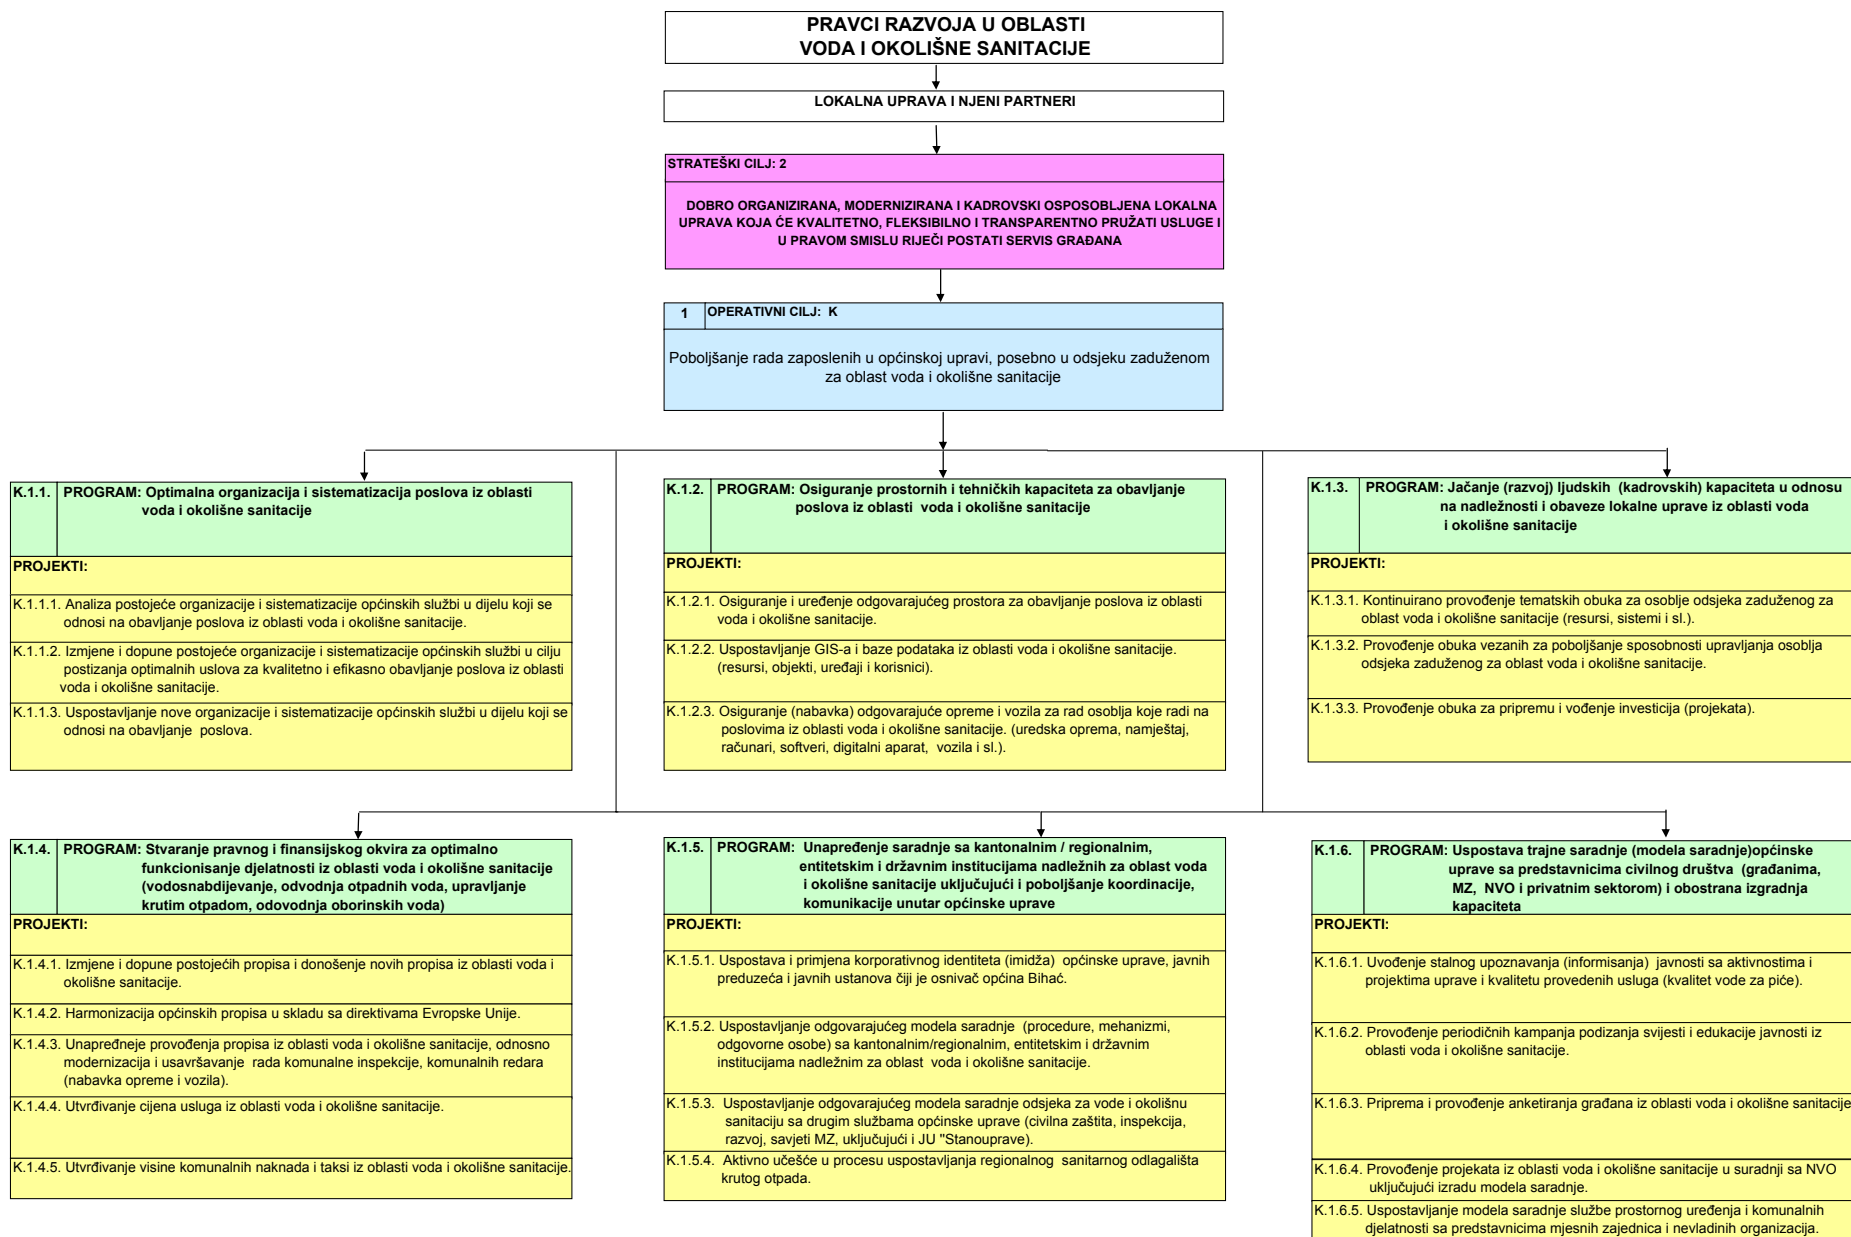 PRAVCI RAZVOJA U OBLASTI
VODA I OKOLIŠNE SANITACIJE
LOKALNA UPRAVA I NJENI PARTNERI
STRATEŠKI CILJ: 2
DOBRO ORGANIZIRANA, MODERNIZIRANA I KADROVSKI OSPOSOBLJENA LOKALNA
UPRAVA KOJA ĆE KVALITETNO, FLEKSIBILNO I TRANSPARENTNO PRUŽATI USLUGE I
U PRAVOM SMISLU RIJEČI POSTATI SERVIS GRAĐANA
1 OPERATIVNI CILJ: K
Poboljšanje rada zaposlenih u općinskoj upravi, posebno u odsjeku zaduženom
za oblast voda i okolišne sanitacije
K.1.1. PROGRAM: Optimalna organizacija i sistematizacija poslova iz oblasti
voda i okolišne sanitacije
PROJEKTI:
K.1.1.1. Analiza postojeće organizacije i sistematizacije općinskih službi u dijelu koji se
odnosi na obavljanje poslova iz oblasti voda i okolišne sanitacije.
K.1.1.2. Izmjene i dopune postojeće organizacije i sistematizacije općinskih službi u cilju
postizanja optimalnih uslova za kvalitetno i efikasno obavljanje poslova iz oblasti
voda i okolišne sanitacije.
K.1.1.3. Uspostavljanje nove organizacije i sistematizacije općinskih službi u dijelu koji se
odnosi na obavljanje poslova.
K.1.2. PROGRAM: Osiguranje prostornih i tehničkih kapaciteta za obavljanje
poslova iz oblasti voda i okolišne sanitacije
PROJEKTI:
K.1.2.1. Osiguranje i uređenje odgovarajućeg prostora za obavljanje poslova iz oblasti
voda i okolišne sanitacije.
K.1.2.2. Uspostavljanje GIS-a i baze podataka iz oblasti voda i okolišne sanitacije.
(resursi, objekti, uređaji i korisnici).
K.1.2.3. Osiguranje (nabavka) odgovarajuće opreme i vozila za rad osoblja koje radi na
poslovima iz oblasti voda i okolišne sanitacije. (uredska oprema, namještaj,
računari, softveri, digitalni aparat, vozila i sl.).
K.1.3. PROGRAM: Jačanje (razvoj) ljudskih (kadrovskih) kapaciteta u odnosu
na nadležnosti i obaveze lokalne uprave iz oblasti voda
i okolišne sanitacije
PROJEKTI:
K.1.3.1. Kontinuirano provođenje tematskih obuka za osoblje odsjeka zaduženog za
oblast voda i okolišne sanitacije (resursi, sistemi i sl.).
K.1.3.2. Provođenje obuka vezanih za poboljšanje sposobnosti upravljanja osoblja
odsjeka zaduženog za oblast voda i okolišne sanitacije.
K.1.3.3. Provođenje obuka za pripremu i vođenje investicija (projekata).
K.1.4. PROGRAM: Stvaranje pravnog i finansijskog okvira za optimalno
funkcionisanje djelatnosti iz oblasti voda i okolišne sanitacije
(vodosnabdijevanje, odvodnja otpadnih voda, upravljanje
krutim otpadom, odovodnja oborinskih voda)
PROJEKTI:
K.1.4.1. Izmjene i dopune postojećih propisa i donošenje novih propisa iz oblasti voda i
okolišne sanitacije.
K.1.4.2. Harmonizacija općinskih propisa u skladu sa direktivama Evropske Unije.
K.1.4.3. Unapređneje provođenja propisa iz oblasti voda i okolišne sanitacije, odnosno
modernizacija i usavršavanje rada komunalne inspekcije, komunalnih redara
(nabavka opreme i vozila).
K.1.4.4. Utvrđivanje cijena usluga iz oblasti voda i okolišne sanitacije.
K.1.4.5. Utvrđivanje visine komunalnih naknada i taksi iz oblasti voda i okolišne sanitacije.
K.1.5. PROGRAM: Unapređenje saradnje sa kantonalnim / regionalnim,
entitetskim i državnim institucijama nadležnih za oblast voda
i okolišne sanitacije uključujući i poboljšanje koordinacije,
komunikacije unutar općinske uprave
PROJEKTI:
K.1.5.1. Uspostava i primjena korporativnog identiteta (imidža) općinske uprave, javnih
preduzeća i javnih ustanova čiji je osnivač općina Bihać.
K.1.5.2. Uspostavljanje odgovarajućeg modela saradnje (procedure, mehanizmi,
odgovorne osobe) sa kantonalnim/regionalnim, entitetskim i državnim
institucijama nadležnim za oblast voda i okolišne sanitacije.
K.1.5.3. Uspostavljanje odgovarajućeg modela saradnje odsjeka za vode i okolišnu
sanitaciju sa drugim službama općinske uprave (civilna zaštita, inspekcija,
razvoj, savjeti MZ, uključujući i JU "Stanouprave).
K.1.5.4. Aktivno učešće u procesu uspostavljanja regionalnog sanitarnog odlagališta
krutog otpada.
K.1.6. PROGRAM: Uspostava trajne saradnje (modela saradnje)općinske
uprave sa predstavnicima civilnog društva (građanima,
MZ, NVO i privatnim sektorom) i obostrana izgradnja
kapaciteta
PROJEKTI:
K.1.6.1. Uvođenje stalnog upoznavanja (informisanja) javnosti sa aktivnostima i
projektima uprave i kvalitetu provedenih usluga (kvalitet vode za piće).
K.1.6.2. Provođenje periodičnih kampanja podizanja svijesti i edukacije javnosti iz
oblasti voda i okolišne sanitacije.
K.1.6.3. Priprema i provođenje anketiranja građana iz oblasti voda i okolišne sanitacije
K.1.6.4. Provođenje projekata iz oblasti voda i okolišne sanitacije u suradnji sa NVO
uključujući izradu modela saradnje.
K.1.6.5. Uspostavljanje modela saradnje službe prostornog uređenja i komunalnih
djelatnosti sa predstavnicima mjesnih zajednica i nevladinih organizacija.